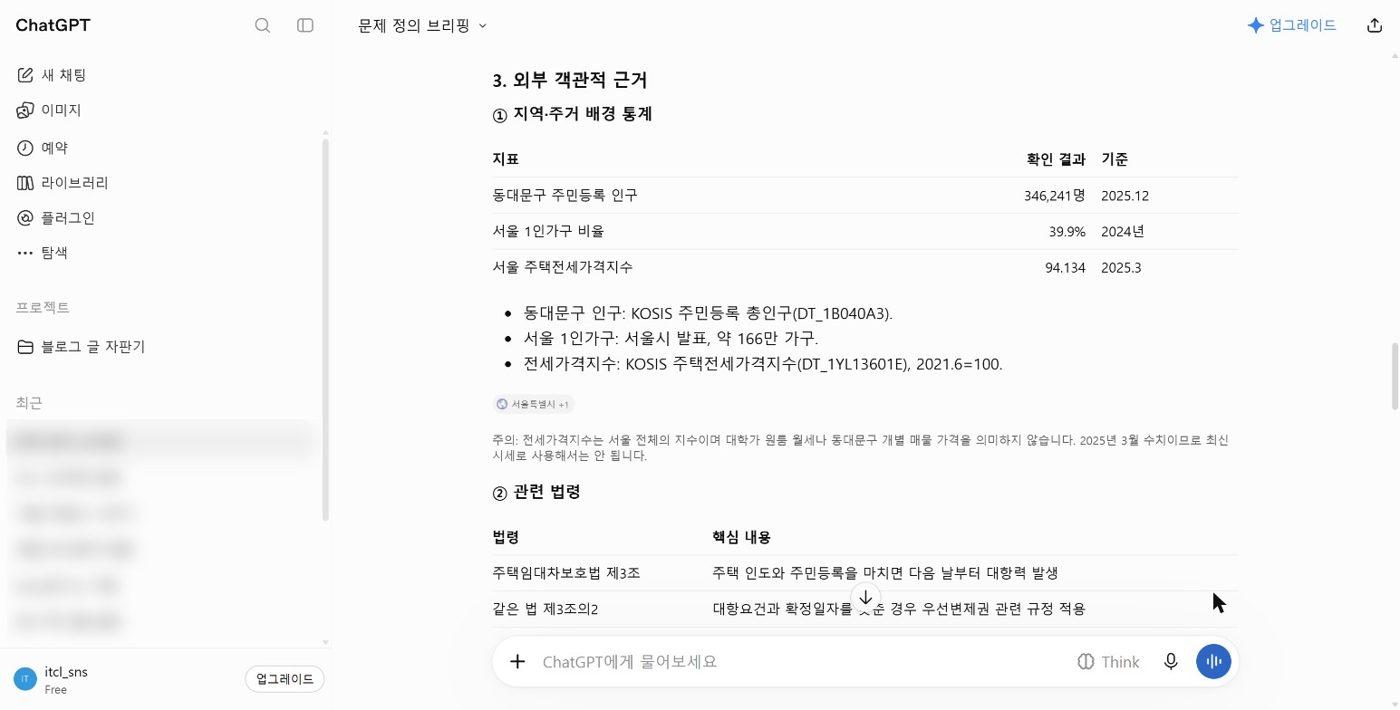 ChatGPT
새 채팅
이미지
예약
라이브러리
플러그인
탐색
프로젝트
블로그 글 자판기
최근
IT
itcl_sns
Free
업그레이드
문제 정의 브리핑
업그레이드
3. 외부 객관적 근거
① 지역·주거 배경 통계
지표 확인 결과 기준
동대문구 주민등록 인구 346,241명 2025.12
서울 1인가구 비율 39.9% 2024년
서울 주택전세가격지수 94.134 2025.3
• 동대문구 인구: KOSIS 주민등록 총인구(DT_1B040A3).
• 서울 1인가구: 서울시 발표, 약 166만 가구.
• 전세가격지수: KOSIS 주택전세가격지수(DT_1YL13601E), 2021.6=100.
서울특별시 +1
주의: 전세가격지수는 서울 전체의 지수이며 대학가 원룸 월세나 동대문구 개별 매물 가격을 의미하지 않습니다. 2025년 3월 수치이므로 최신
시세로 사용해서는 안 됩니다.
② 관련 법령
법령 핵심 내용
주택임대차보호법 제3조 주택 인도와 주민등록을 마치면 다음 날부터 대항력 발생
같은 법 제3조의2 대항요건과 확정일자를 경우 우선변제권 관련 규정 적용
ChatGPT에게 물어보세요
Think